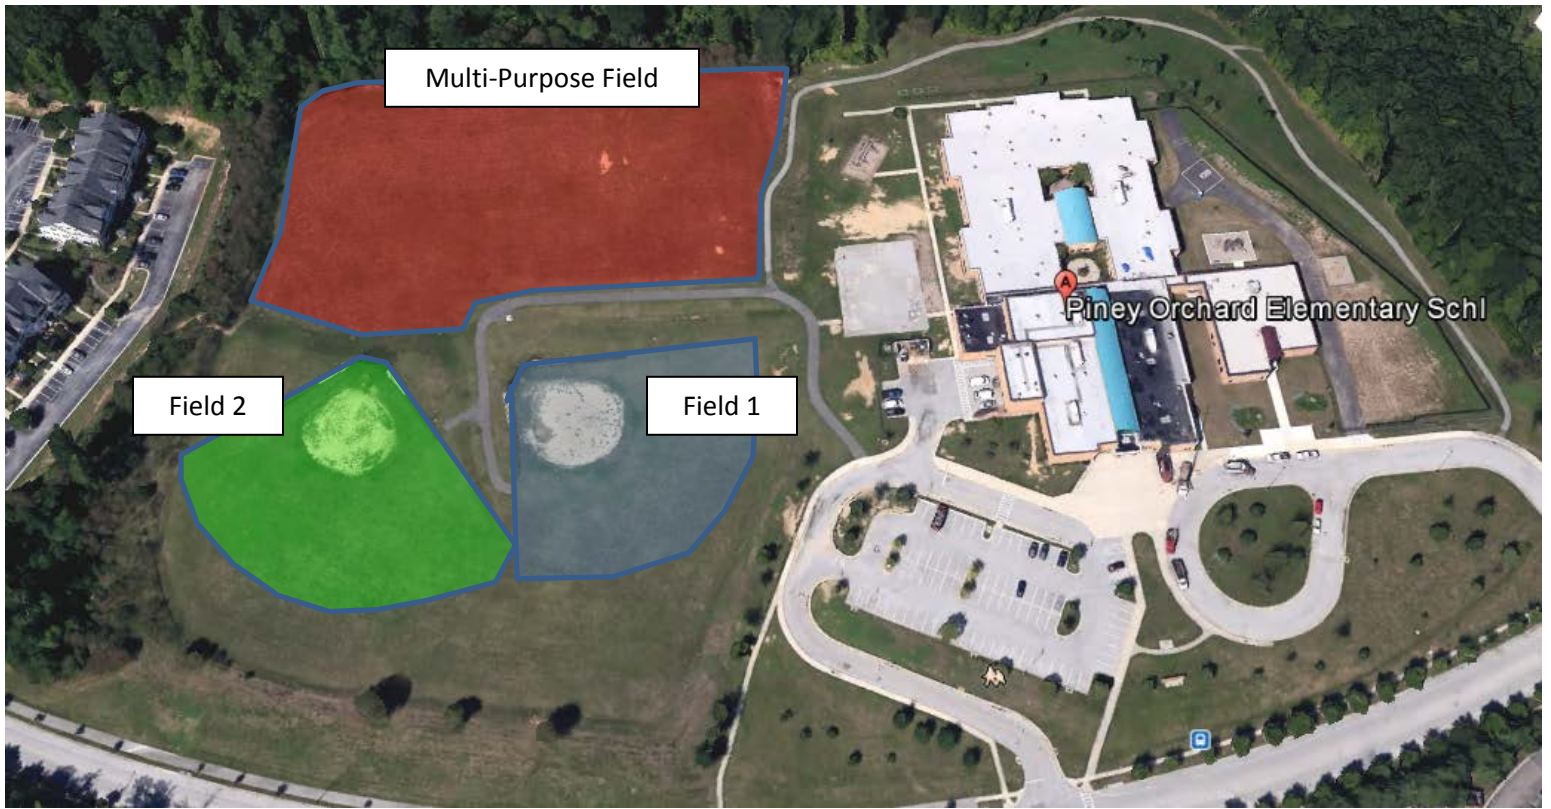 Multi-Purpose Field
A
Piney Orchard Elementary Schl
Field 2
Field 1